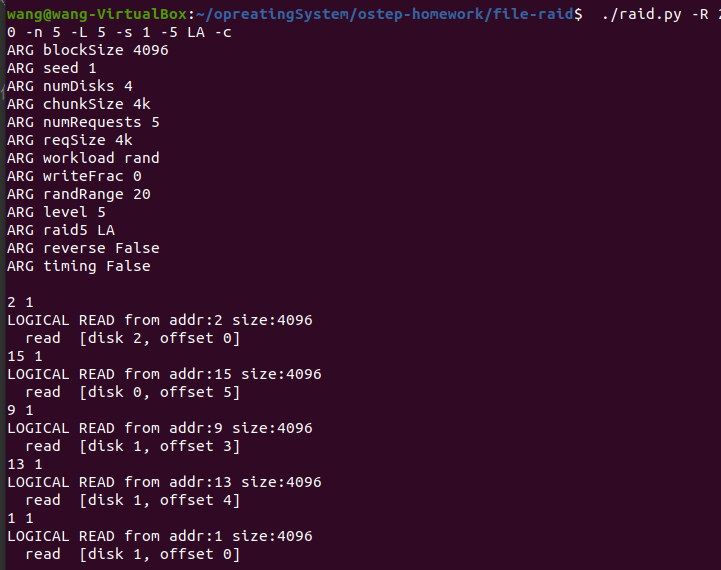 wang@wang-VirtualBox:~/opreatingSystem/ostep-homework/file-raid$  ./raid.py -R 2
0 -n 5 -L 5 -s 1 -5 LA -c
ARG blockSize 4096
ARG seed 1
ARG numDisks 4
ARG chunkSize 4k
ARG numRequests 5
ARG reqSize 4k
ARG workload rand
ARG writeFrac 0
ARG randRange 20
ARG level 5
ARG raid5 LA
ARG reverse False
ARG timing False

2 1
LOGICAL READ from addr:2 size:4096
  read  [disk 2, offset 0]
15 1
LOGICAL READ from addr:15 size:4096
  read  [disk 0, offset 5]
9 1
LOGICAL READ from addr:9 size:4096
  read  [disk 1, offset 3]
13 1
LOGICAL READ from addr:13 size:4096
  read  [disk 1, offset 4]
1 1
LOGICAL READ from addr:1 size:4096
  read  [disk 1, offset 0]